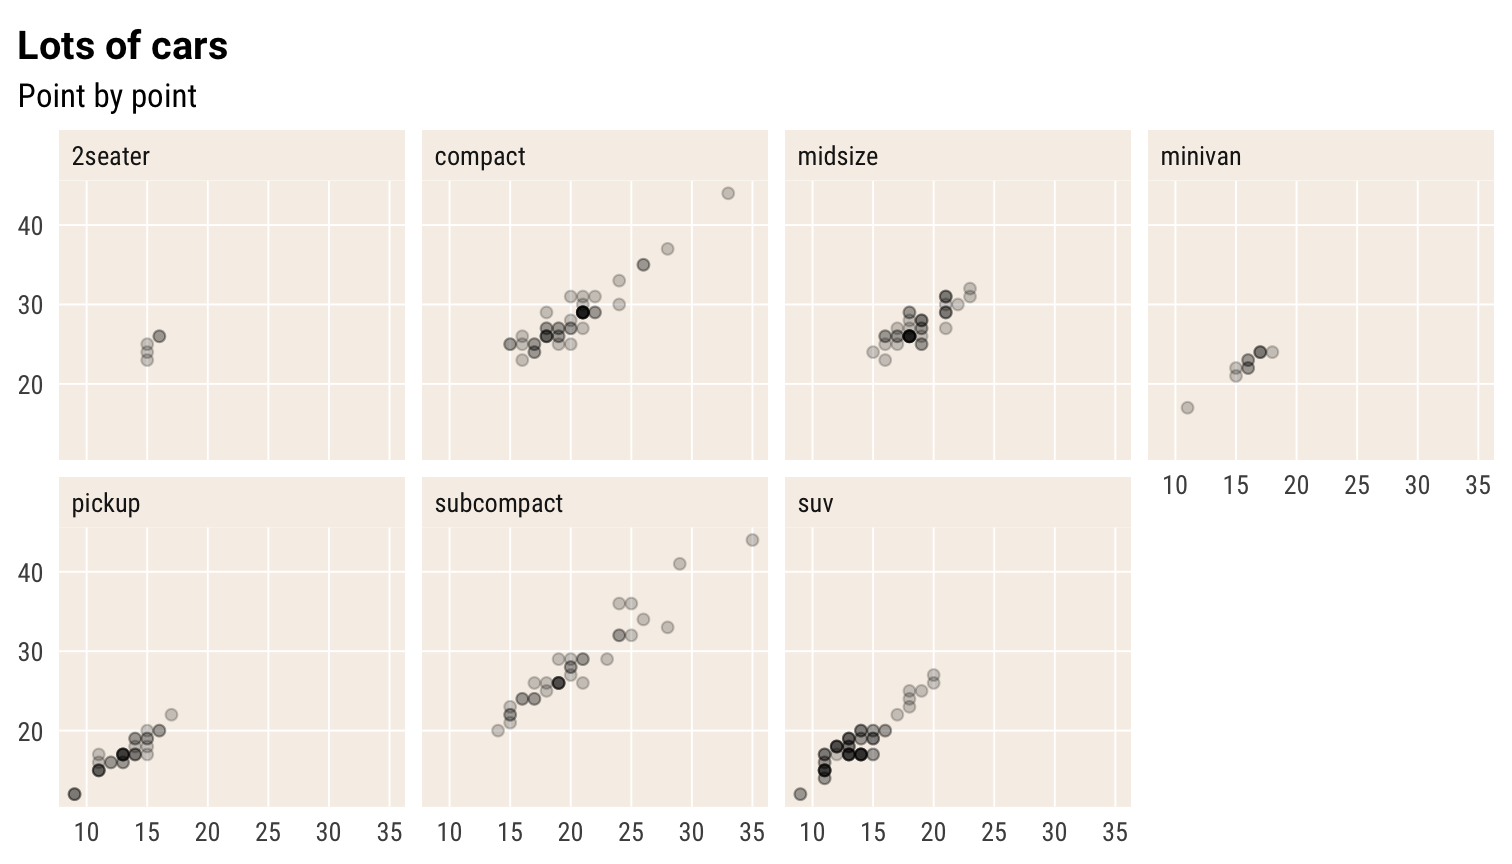 Lots of cars
Point by point
2seater compact midsize minivan
40
30
20
10 15 20 25 30 35
pickup subcompact suv
40
30
20
10 15 20 25 30 35 10 15 20 25 30 35 10 15 20 25 30 35